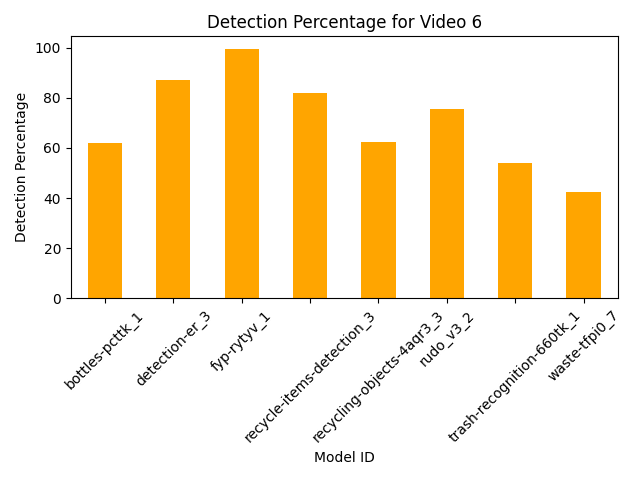 Detection Percentage for Video 6
Detection Percentage
100
80
60
40
20
0
bottles-pcttk_1
detection-er_3
fyp-rytyv_1
recycle-items-detection_3
recycling-objects-4aqr3_3
rudo_v3_2
trash-recognition-660tk_1
waste-tfpi0_7
Model ID